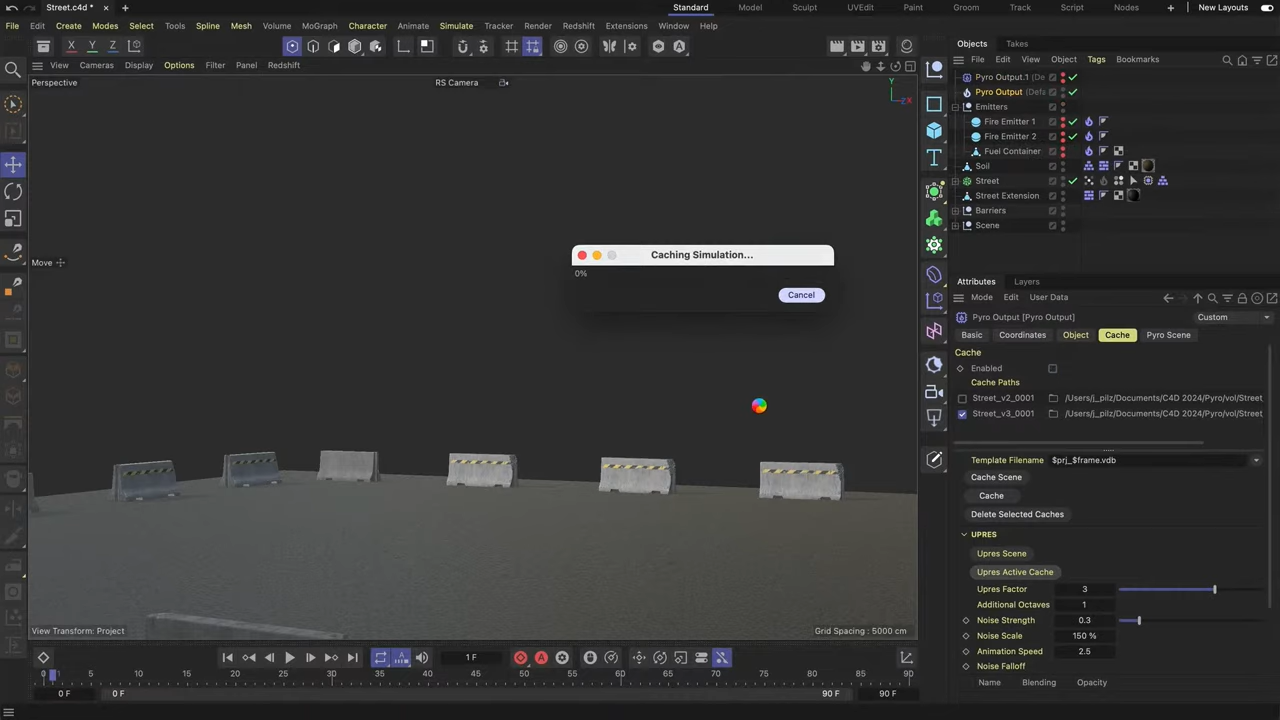 Street.c4d *
Standard
Model
Sculpt
UVEdit
Paint
Groom
Track
Script
Nodes
New Layouts
File Edit Create Modes Select Tools Spline Mesh Volume MoGraph Character Animate Simulate Tracker Render Redshift Extensions Window Help
X Y Z
View Cameras Display Options Filter Panel Redshift
Perspective
RS Camera
Y
Move
Caching Simulation...
0%
Cancel
View Transform: Project
Grid Spacing : 5000 cm
1 F
0 5 10 15 20 25 30 35 40 45 50 55 60 65 70 75 80 85 90
0 F
0 F
90 F
90 F
Objects Takes
File Edit View Object Tags Bookmarks
Pyro Output.1 (De
Pyro Output (Defa
Emitters
Fire Emitter 1
Fire Emitter 2
Fuel Container
Soil
Street
Street Extension
Barriers
Scene
Attributes Layers
Mode Edit User Data
Pyro Output [Pyro Output]
Custom
Basic Coordinates Object Cache Pyro Scene
Cache
Enabled
Cache Paths
Street_v2_0001 /Users/j_pilz/Documents/C4D 2024/Pyro/vol/Street
Street_v3_0001 /Users/j_pilz/Documents/C4D 2024/Pyro/vol/Street
Template Filename $prj_$frame.vdb
Cache Scene
Cache
Delete Selected Caches
UPRES
Upres Scene
Upres Active Cache
Upres Factor 3
Additional Octaves 1
Noise Strength 0.3
Noise Scale 150 %
Animation Speed 2.5
Noise Falloff
Name Blending Opacity